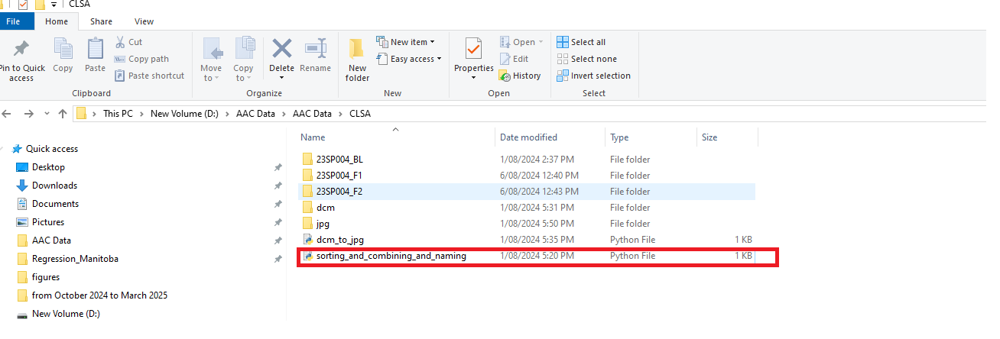 CLSA
File Home Share View
Pin to Quick access
Copy
Paste
Cut
Copy path
Paste shortcut
Clipboard
Move to
Copy to
Delete
Rename
Organize
New folder
New item
Easy access
New
Properties
Open
Edit
History
Open
Select all
Select none
Invert selection
Select
This PC > New Volume (D:) > AAC Data > AAC Data > CLSA
Quick access
Desktop
Downloads
Documents
Pictures
AAC Data
Regression_Manitoba
figures
from October 2024 to March 2025
New Volume (D:)
Name Date modified Type Size
23SP004_BL 1/08/2024 2:37 PM File folder
23SP004_F1 6/08/2024 12:40 PM File folder
23SP004_F2 6/08/2024 12:43 PM File folder
dcm 1/08/2024 5:31 PM File folder
jpg 1/08/2024 5:50 PM File folder
dcm_to_jpg 1/08/2024 5:35 PM Python File 1 KB
sorting_and_combining_and_naming 1/08/2024 5:20 PM Python File 1 KB